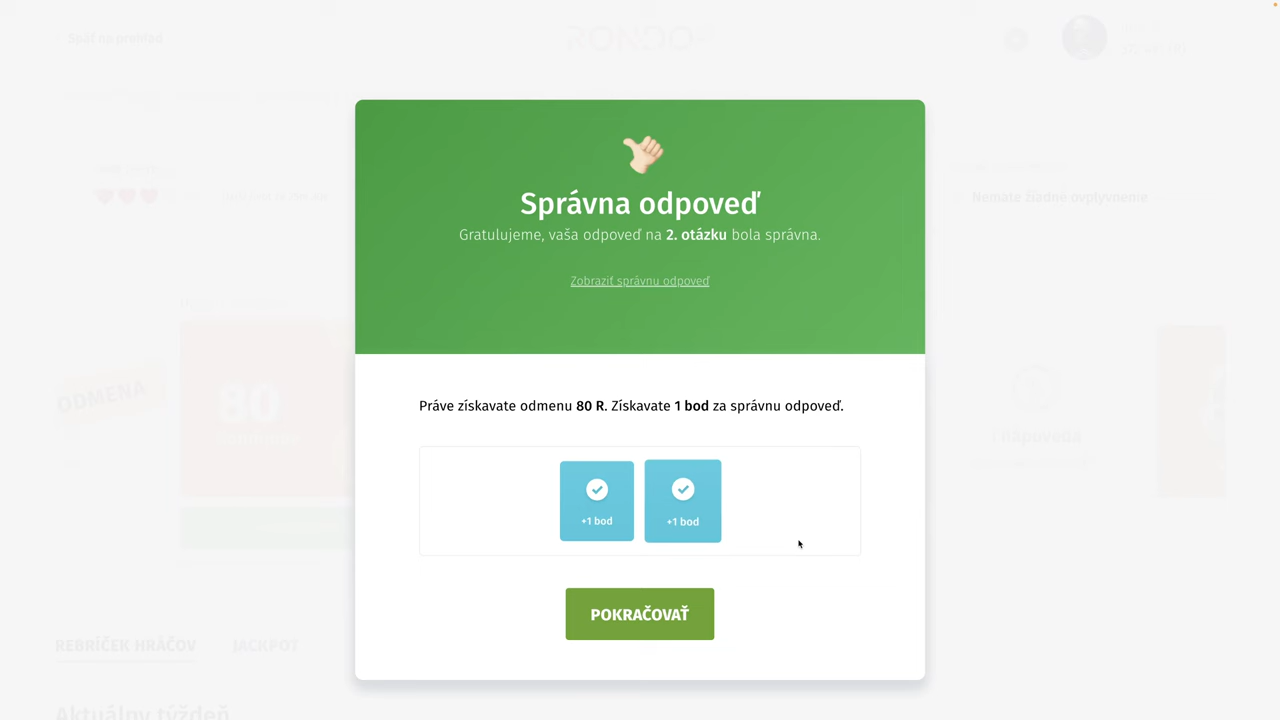 Späť na prehľad
Správna odpoveď
Gratulujeme, vaša odpoveď na 2. otázku bola správna.
Nemáte žiadné ovplyvnenie
Zobraziť správnu odpoveď
ODMENA
80
Práve získavate odmenu 80 R. Získavate 1 bod za správnu odpoveď.
+1 bod
+1 bod
POKRAČOVAŤ
REBRÍČEK HRÁČOV
JACKPOT
Aktuálny týždeň